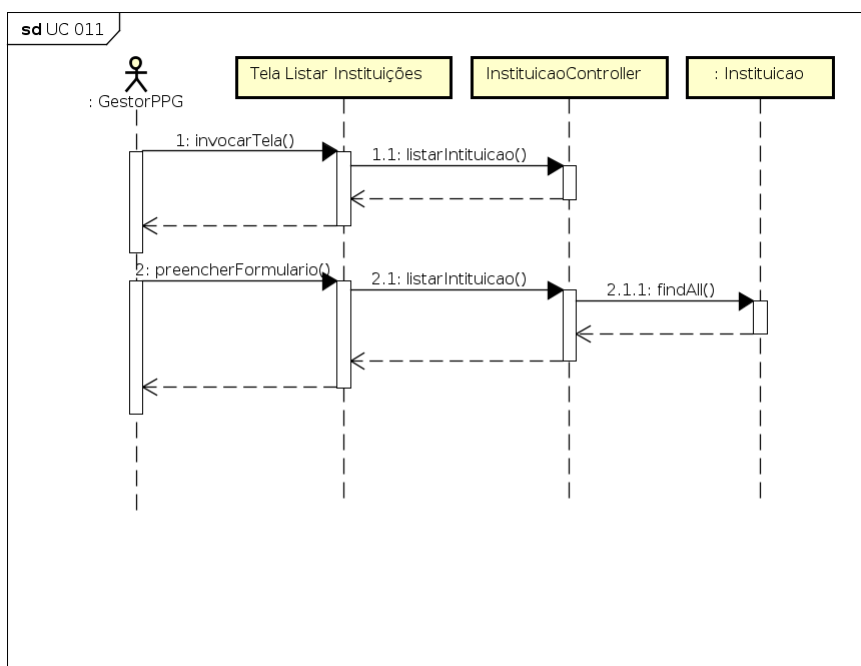 sd UC 011
: GestorPPG
Tela Listar Instituições
InstituicaoController
: Instituicao
1: invocarTela()
1.1: listarIntituicao()
2: preencherFormulario()
2.1: listarIntituicao()
2.1.1: findAll()